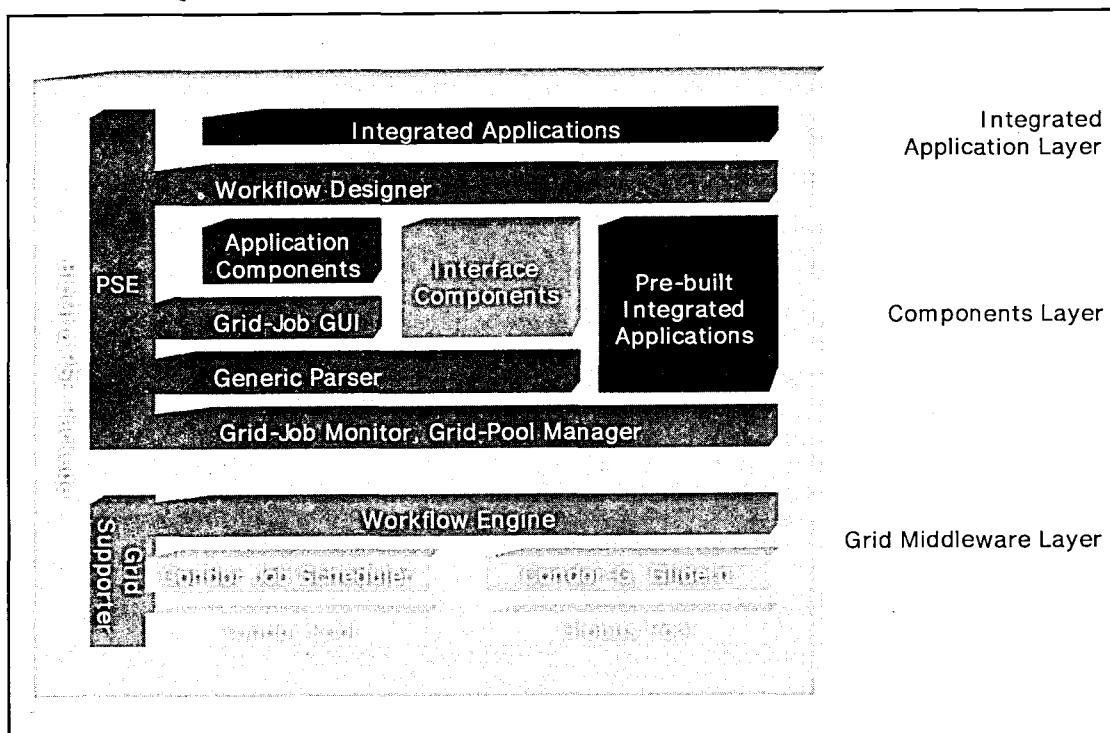 Integrated Applications
Integrated
Application Layer
Workflow Designer
PSE
Application
Components
Interface
Components
Pre-built
Integrated
Applications
Components Layer
Grid-Job GUI
Generic Parser
Grid-Job Monitor, Grid-Pool Manager
Grid
Supporter
Workflow Engine
Grid Middleware Layer
Condor Job Scheduler
Condor-G, GlideIn